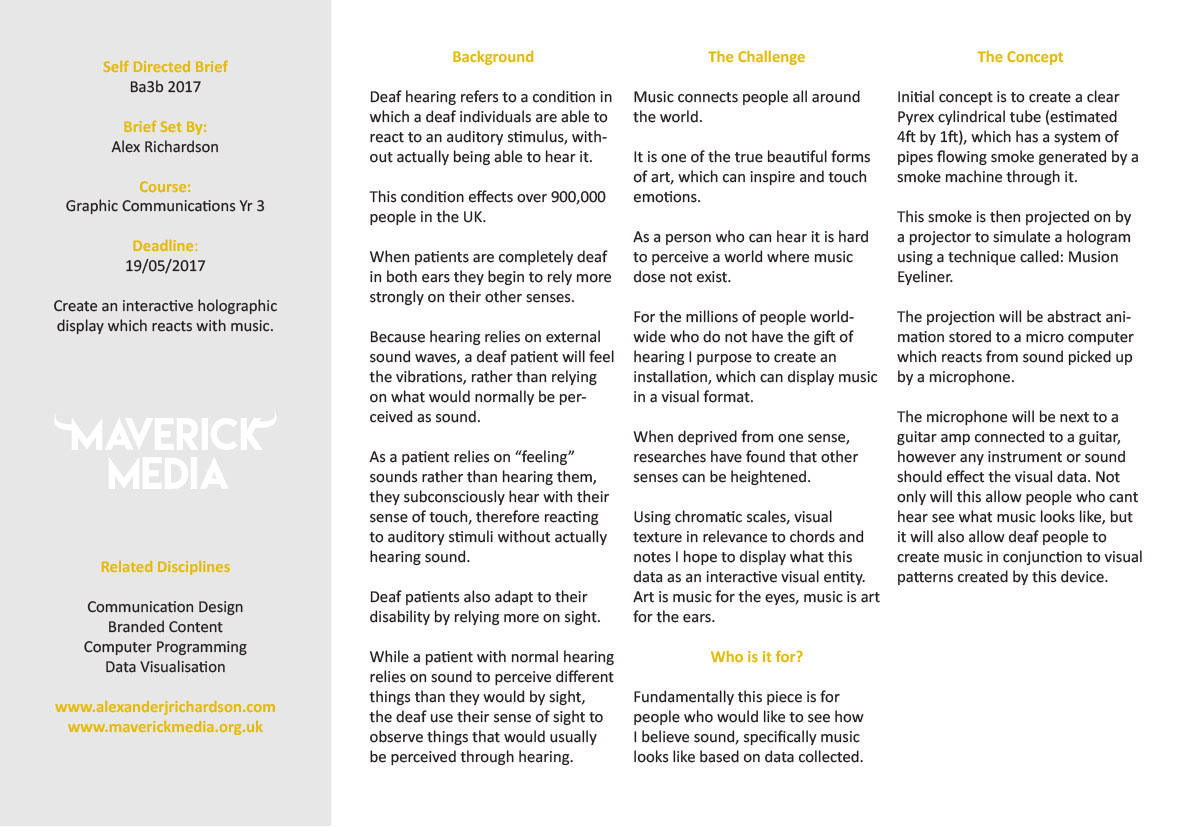 Self Directed Brief
Ba3b 2017
Brief Set By:
Alex Richardson
Course:
Graphic Communications Yr 3
Deadline:
19/05/2017
Create an interactive holographic
display which reacts with music.
MAVERICK
MEDIA
Related Disciplines
Communication Design
Branded Content
Computer Programming
Data Visualisation
www.alexanderjrichardson.com
www.maverickmedia.org.uk
Background
Deaf hearing refers to a condition in
which a deaf individuals are able to
react to an auditory stimulus, with-
out actually being able to hear it.
This condition effects over 900,000
people in the UK.
When patients are completely deaf
in both ears they begin to rely more
strongly on their other senses.
Because hearing relies on external
sound waves, a deaf patient will feel
the vibrations, rather than relying
on what would normally be per-
ceived as sound.
As a patient relies on “feeling”
sounds rather than hearing them,
they subconsciously hear with their
sense of touch, therefore reacting
to auditory stimuli without actually
hearing sound.
Deaf patients also adapt to their
disability by relying more on sight.
While a patient with normal hearing
relies on sound to perceive different
things than they would by sight,
the deaf use their sense of sight to
observe things that would usually
be perceived through hearing.
The Challenge
Music connects people all around
the world.
It is one of the true beautiful forms
of art, which can inspire and touch
emotions.
As a person who can hear it is hard
to perceive a world where music
dose not exist.
For the millions of people world-
wide who do not have the gift of
hearing I purpose to create an
installation, which can display music
in a visual format.
When deprived from one sense,
researches have found that other
senses can be heightened.
Using chromatic scales, visual
texture in relevance to chords and
notes I hope to display what this
data as an interactive visual entity.
Art is music for the eyes, music is art
for the ears.
Who is it for?
Fundamentally this piece is for
people who would like to see how
I believe sound, specifically music
looks like based on data collected.
The Concept
Initial concept is to create a clear
Pyrex cylindrical tube (estimated
4ft by 1ft), which has a system of
pipes flowing smoke generated by a
smoke machine through it.
This smoke is then projected on by
a projector to simulate a hologram
using a technique called: Musion
Eyeliner.
The projection will be abstract ani-
mation stored to a micro computer
which reacts from sound picked up
by a microphone.
The microphone will be next to a
guitar amp connected to a guitar,
however any instrument or sound
should effect the visual data. Not
only will this allow people who cant
hear see what music looks like, but
it will also allow deaf people to
create music in conjunction to visual
patterns created by this device.